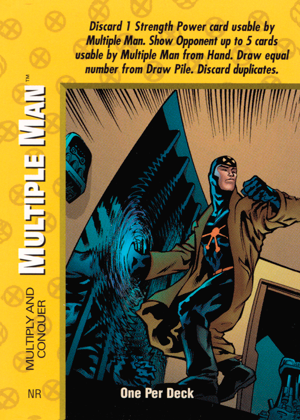 Discard 1 Strength Power card usable by
Multiple Man. Show Opponent up to 5 cards
usable by Multiple Man from Hand. Draw equal
number from Draw Pile. Discard duplicates.
MULTIPLE MAN™
MULTIPLY AND
CONQUER
NR
One Per Deck